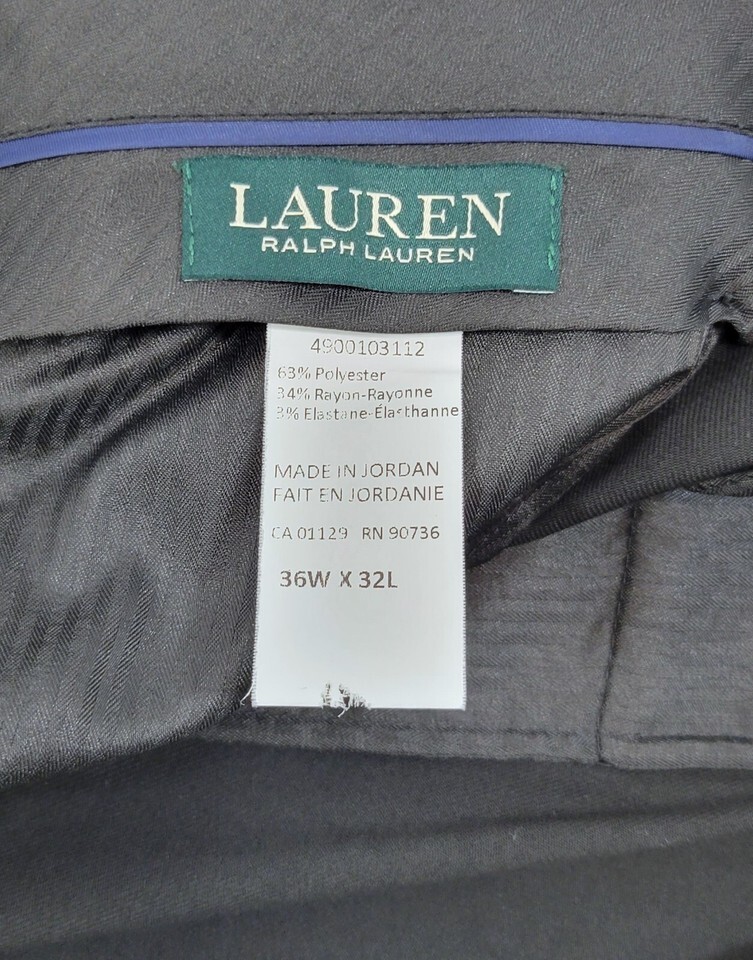 LAUREN
RALPH LAUREN
4900103112
63% Polyester
34% Rayon-Rayonne
3% Elastane-Élasthanne
MADE IN JORDAN
FAIT EN JORDANIE
CA 01129 RN 90736
36W X 32L